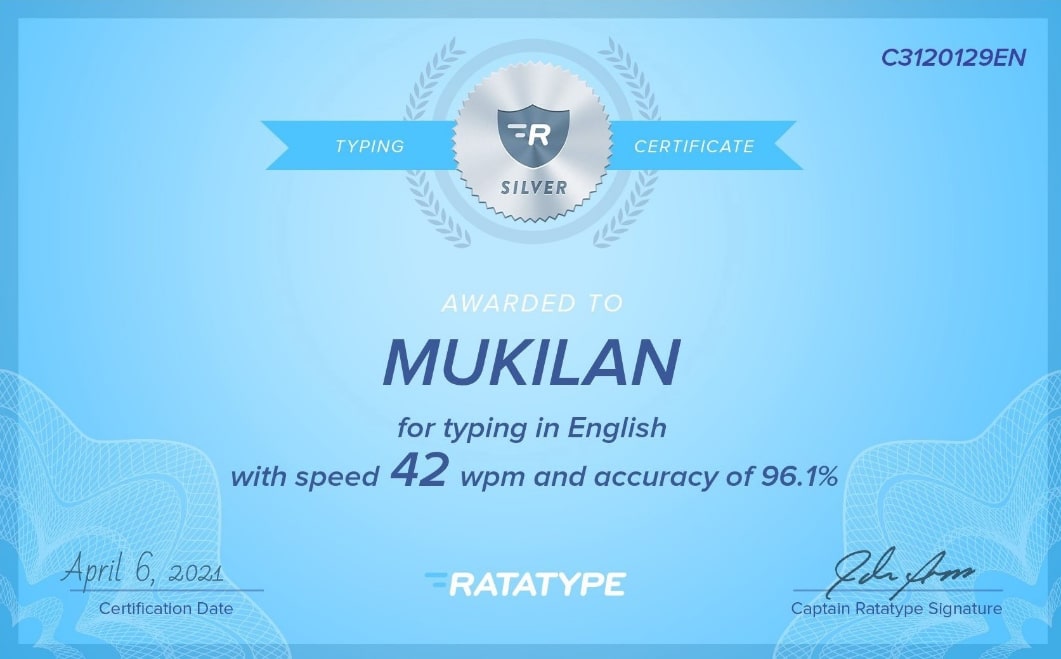 C3120129EN
TYPING
R
CERTIFICATE
SILVER
AWARDED TO
MUKILAN
for typing in English
with speed 42 wpm and accuracy of 96.1%
April 6, 2021
Certification Date
RATATYPE
Captain Ratatype Signature